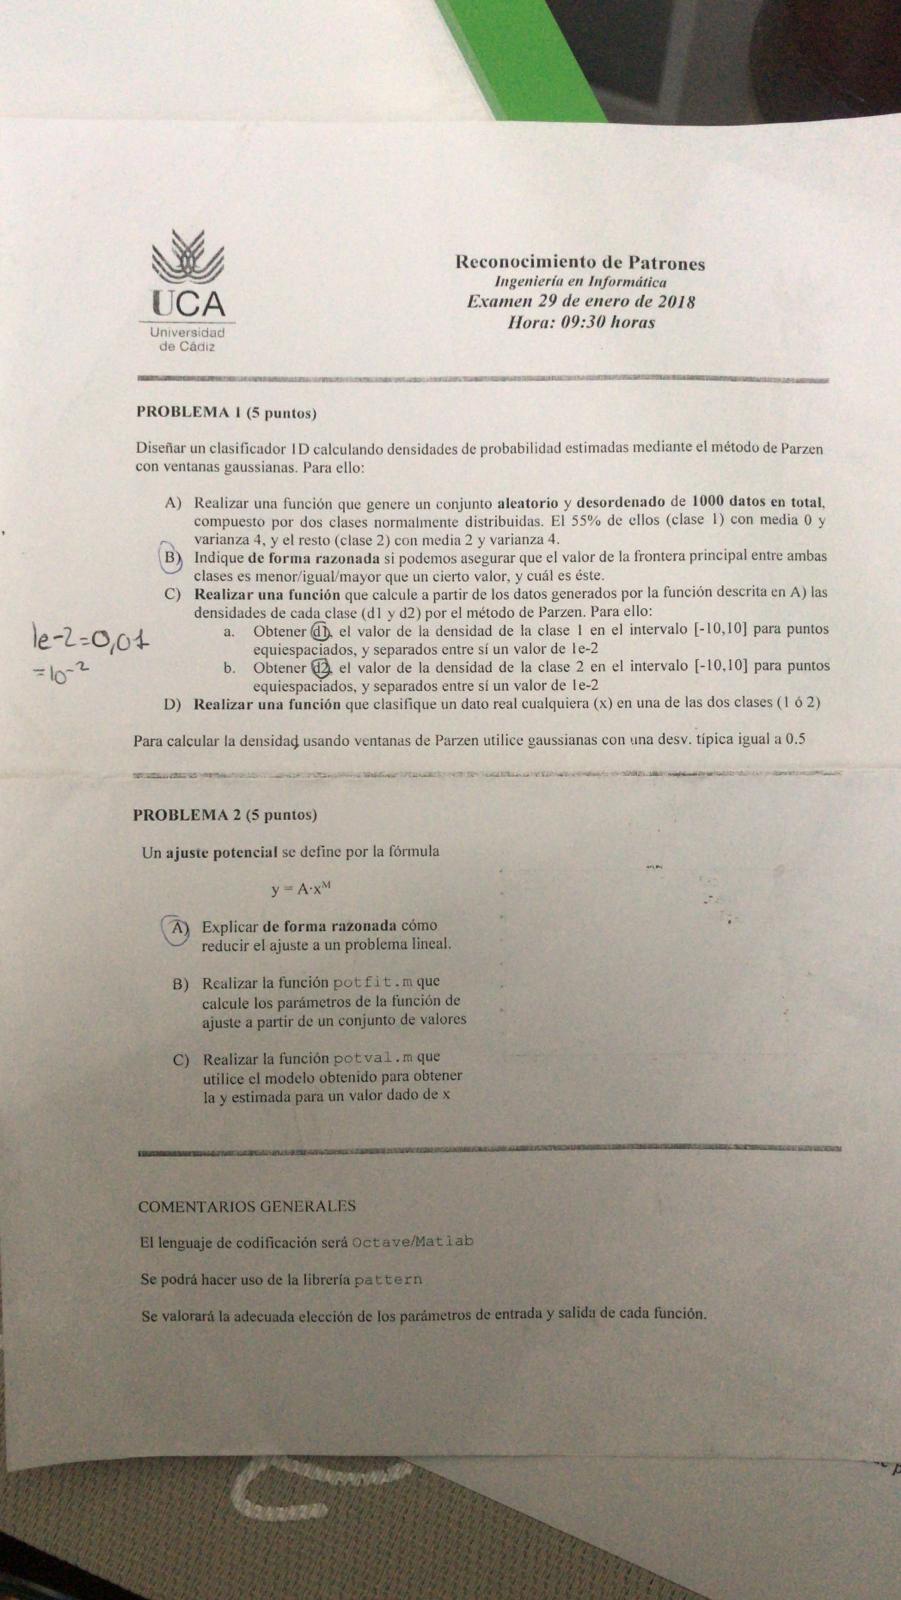 UCA
Universidad
de Cádiz
Reconocimiento de Patrones
Ingeniería en Informática
Examen 29 de enero de 2018
Hora: 09:30 horas
PROBLEMA 1 (5 puntos)
Diseñar un clasificador 1D calculando densidades de probabilidad estimadas mediante el método de Parzen
con ventanas gaussianas. Para ello:
A) Realizar una función que genere un conjunto aleatorio y desordenado de 1000 datos en total,
compuesto por dos clases normalmente distribuidas. El 55% de ellos (clase 1) con media 0 y
varianza 4, y el resto (clase 2) con media 2 y varianza 4.
B) Indique de forma razonada si podemos asegurar que el valor de la frontera principal entre ambas
clases es menor/igual/mayor que un cierto valor, y cuál es éste.
C) Realizar una función que calcule a partir de los datos generados por la función descrita en A) las
densidades de cada clase (d1 y d2) por el método de Parzen. Para ello:
a. Obtener d1, el valor de la densidad de la clase 1 en el intervalo [-10,10] para puntos
equiespaciados, y separados entre sí un valor de 1e-2
b. Obtener d2, el valor de la densidad de la clase 2 en el intervalo [-10,10] para puntos
equiespaciados, y separados entre sí un valor de 1e-2
1e-2=0,01
=10⁻²
D) Realizar una función que clasifique un dato real cualquiera (x) en una de las dos clases (1 ó 2)
Para calcular la densidad usando ventanas de Parzen utilice gaussianas con una desv. típica igual a 0.5
PROBLEMA 2 (5 puntos)
Un ajuste potencial se define por la fórmula
y = A·xᴹ
A) Explicar de forma razonada cómo
reducir el ajuste a un problema lineal.
B) Realizar la función potfit.m que
calcule los parámetros de la función de
ajuste a partir de un conjunto de valores
C) Realizar la función potval.m que
utilice el modelo obtenido para obtener
la y estimada para un valor dado de x
COMENTARIOS GENERALES
El lenguaje de codificación será Octave/Matlab
Se podrá hacer uso de la librería pattern
Se valorará la adecuada elección de los parámetros de entrada y salida de cada función.